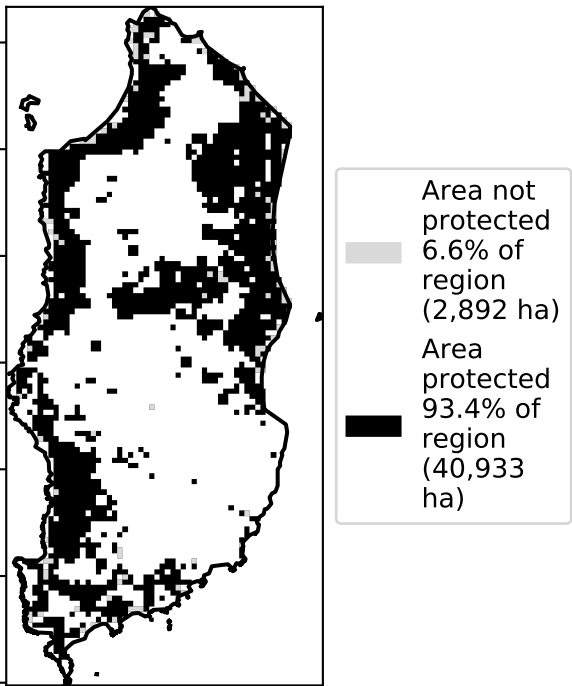 Area not
protected
6.6% of
region
(2,892 ha)
Area
protected
93.4% of
region
(40,933
ha)